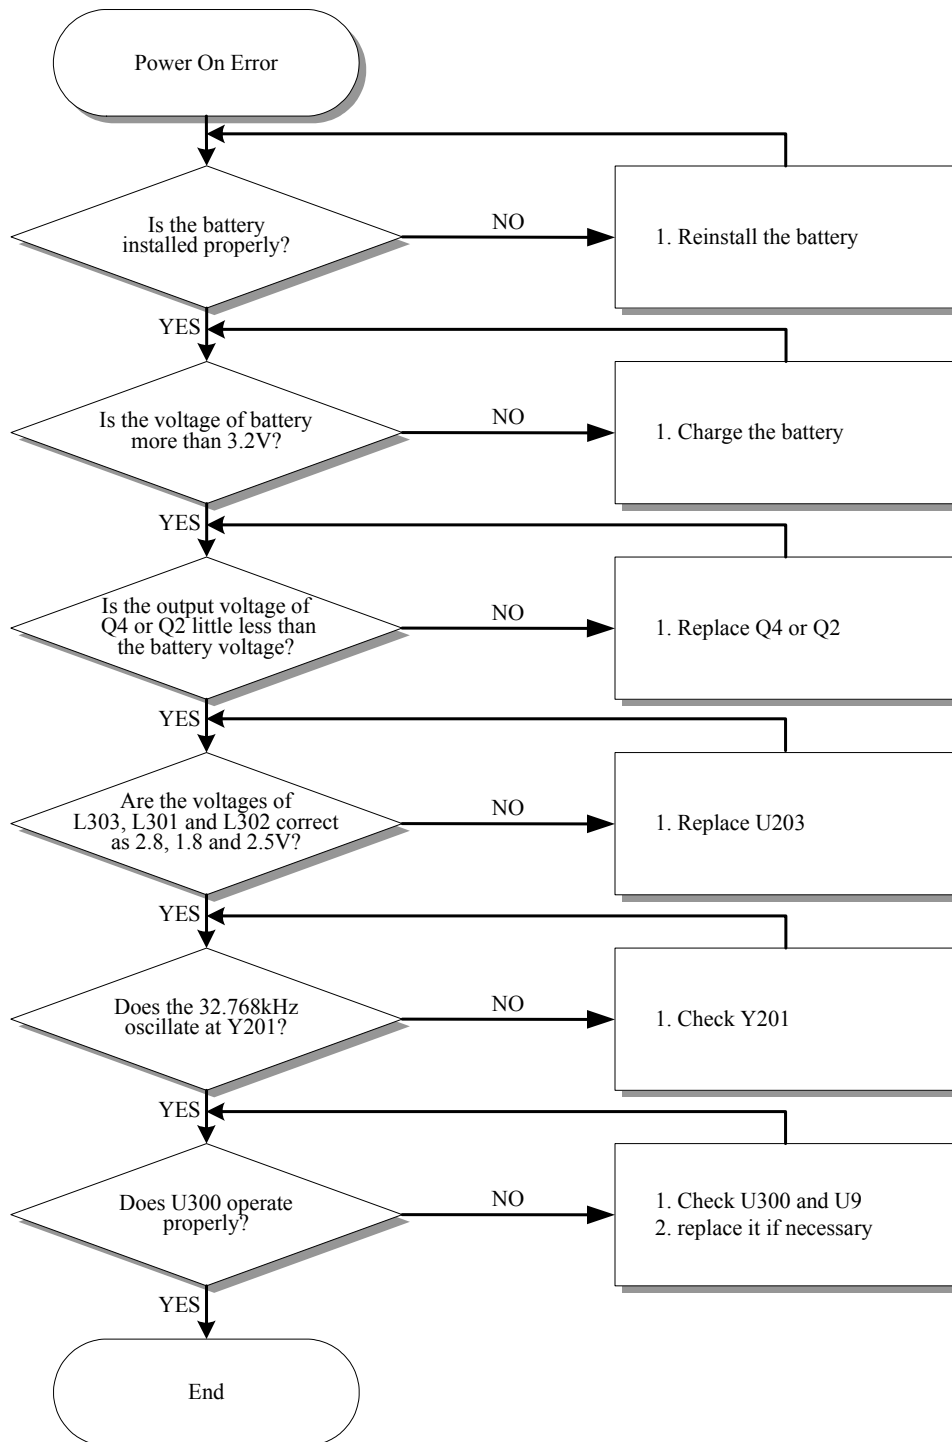 Power On Error
Is the battery
installed properly?
NO
1. Reinstall the battery
YES
Is the voltage of battery
more than 3.2V?
NO
1. Charge the battery
YES
Is the output voltage of
Q4 or Q2 little less than
the battery voltage?
NO
1. Replace Q4 or Q2
YES
Are the voltages of
L303, L301 and L302 correct
as 2.8, 1.8 and 2.5V?
NO
1. Replace U203
YES
Does the 32.768kHz
oscillate at Y201?
NO
1. Check Y201
YES
Does U300 operate
properly?
NO
1. Check U300 and U9
2. replace it if necessary
YES
End